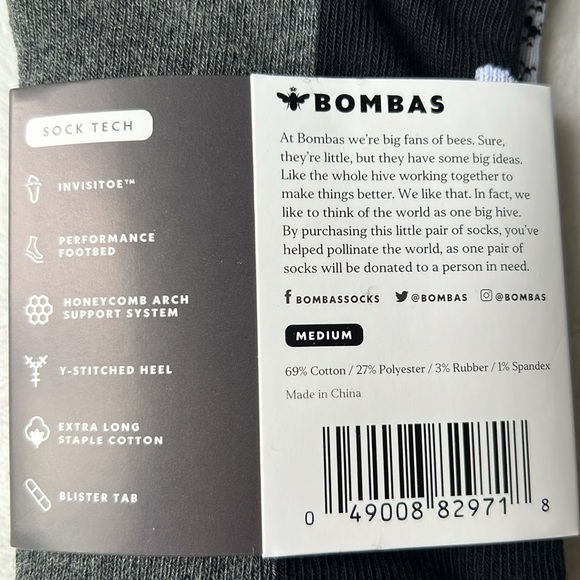 SOCK TECH
INVISITOE™
PERFORMANCE
FOOTBED
HONEYCOMB ARCH
SUPPORT SYSTEM
Y-STITCHED HEEL
EXTRA LONG
STAPLE COTTON
BLISTER TAB
BOMBAS
At Bombas we're big fans of bees. Sure,
they're little, but they have some big ideas.
Like the whole hive working together to
make things better. We like that. In fact, we
like to think of the world as one big hive.
By purchasing this little pair of socks, you've
helped pollinate the world, as one pair of
socks will be donated to a person in need.
f BOMBASSOCKS @BOMBAS @BOMBAS
MEDIUM
69% Cotton / 27% Polyester / 3% Rubber / 1% Spandex
Made in China
0 49008 82971 8